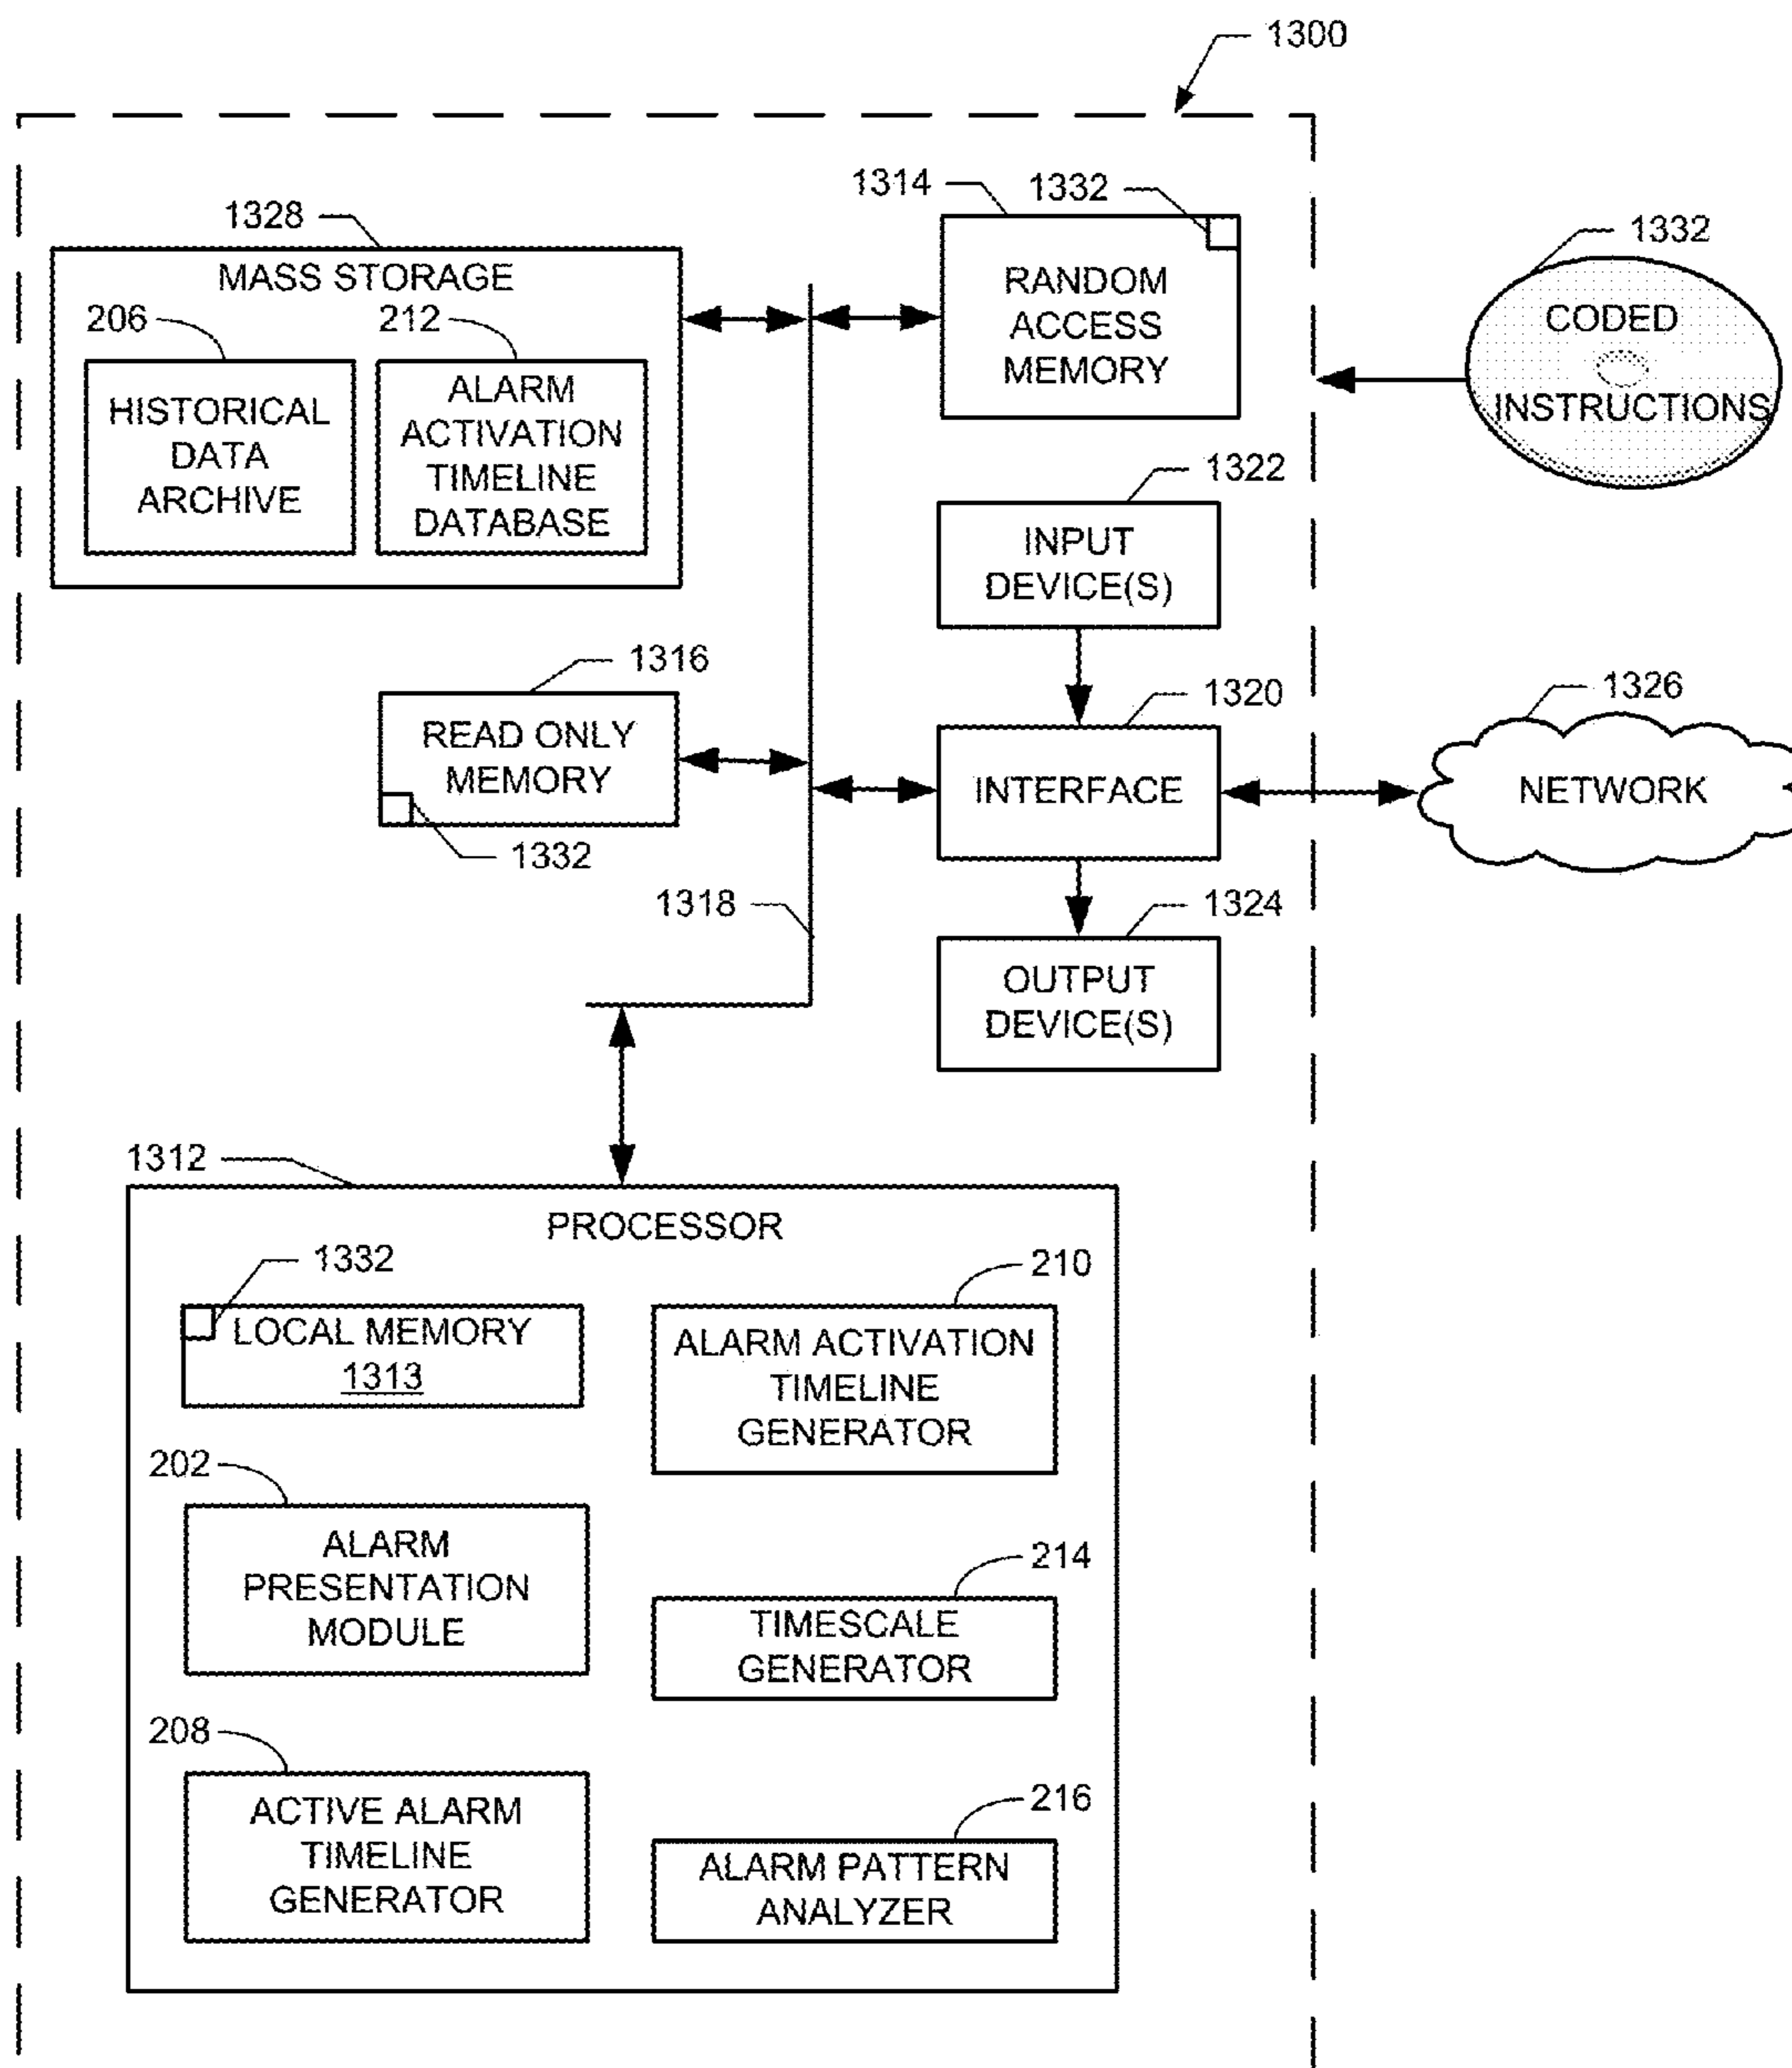 1300
1328
MASS STORAGE
206
212
HISTORICAL
DATA
ARCHIVE
ALARM
ACTIVATION
TIMELINE
DATABASE
1314
1332
RANDOM
ACCESS
MEMORY
1332
CODED
INSTRUCTIONS
1322
INPUT
DEVICE(S)
1316
READ ONLY
MEMORY
1332
1320
INTERFACE
1326
NETWORK
1318
1324
OUTPUT
DEVICE(S)
1312
PROCESSOR
1332
LOCAL MEMORY
1313
210
ALARM ACTIVATION
TIMELINE
GENERATOR
202
ALARM
PRESENTATION
MODULE
214
TIMESCALE
GENERATOR
208
ACTIVE ALARM
TIMELINE
GENERATOR
216
ALARM PATTERN
ANALYZER